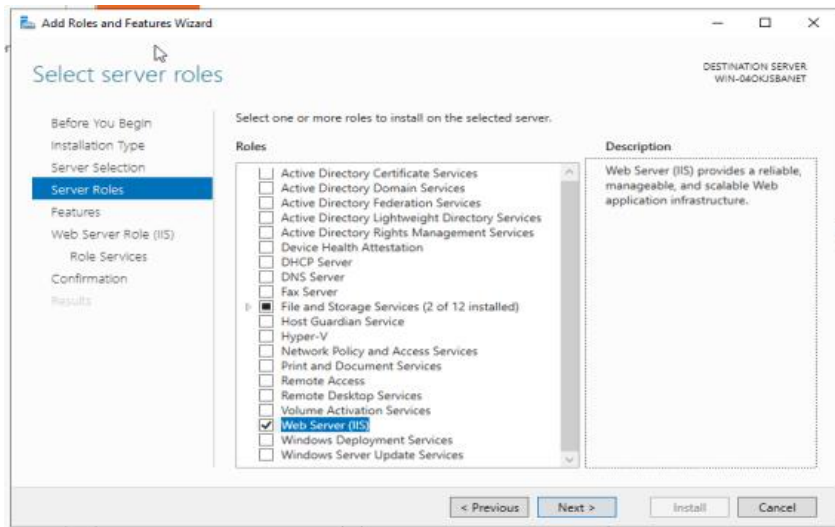 Add Roles and Features Wizard
Select server roles
DESTINATION SERVER
WIN-04OKJSBANET
Before You Begin
Installation Type
Server Selection
Server Roles
Features
Web Server Role (IIS)
Role Services
Confirmation
Results
Select one or more roles to install on the selected server.
Roles
Active Directory Certificate Services
Active Directory Domain Services
Active Directory Federation Services
Active Directory Lightweight Directory Services
Active Directory Rights Management Services
Device Health Attestation
DHCP Server
DNS Server
Fax Server
File and Storage Services (2 of 12 installed)
Host Guardian Service
Hyper-V
Network Policy and Access Services
Print and Document Services
Remote Access
Remote Desktop Services
Volume Activation Services
Web Server (IIS)
Windows Deployment Services
Windows Server Update Services
Description
Web Server (IIS) provides a reliable,
manageable, and scalable Web
application infrastructure.
< Previous
Next >
Install
Cancel